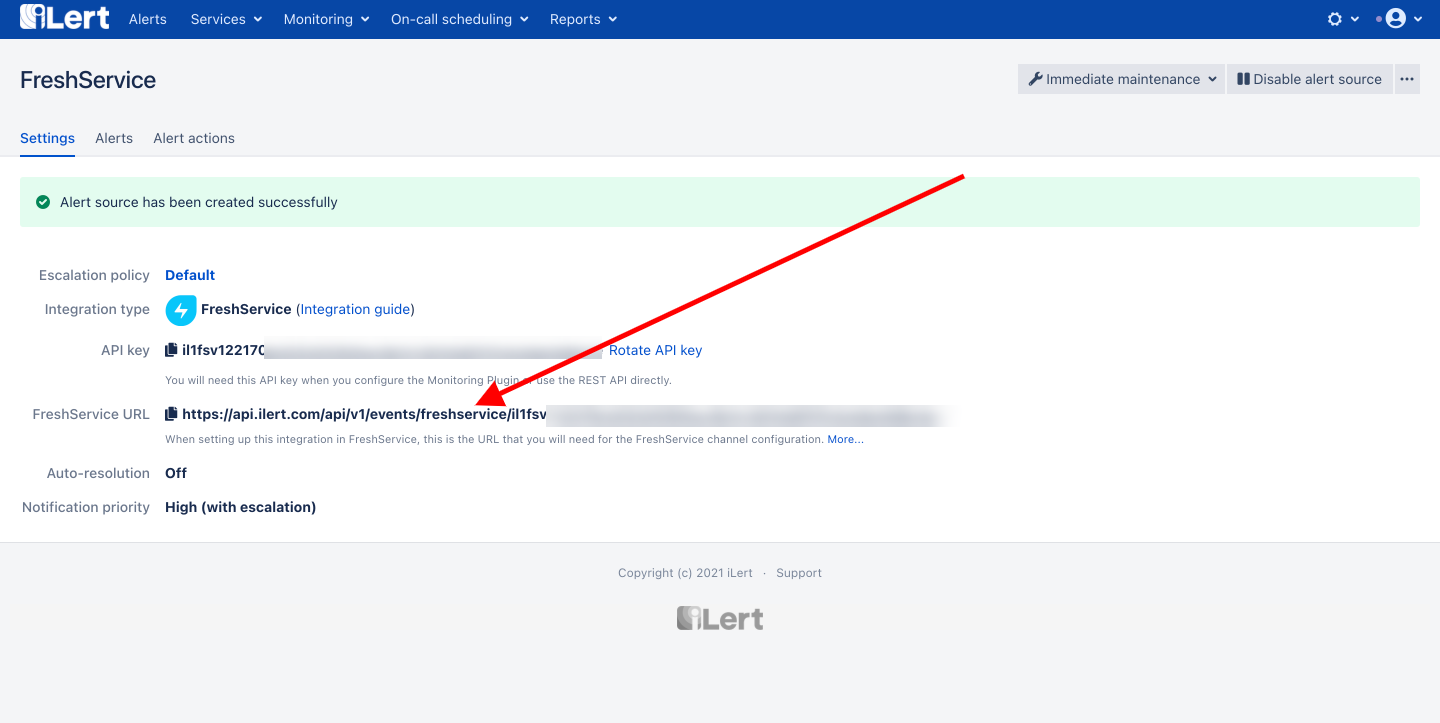 iLert Alerts Services Monitoring On-call scheduling Reports
FreshService
Immediate maintenance Disable alert source ...
Settings Alerts Alert actions
Alert source has been created successfully
Escalation policy Default
Integration type FreshService (Integration guide)
API key il1fsv122170 Rotate API key
You will need this API key when you configure the Monitoring Plugin or use the REST API directly.
FreshService URL https://api.ilert.com/api/v1/events/freshservice/il1fsv
When setting up this integration in FreshService, this is the URL that you will need for the FreshService channel configuration. More...
Auto-resolution Off
Notification priority High (with escalation)
Copyright (c) 2021 iLert · Support
iLert